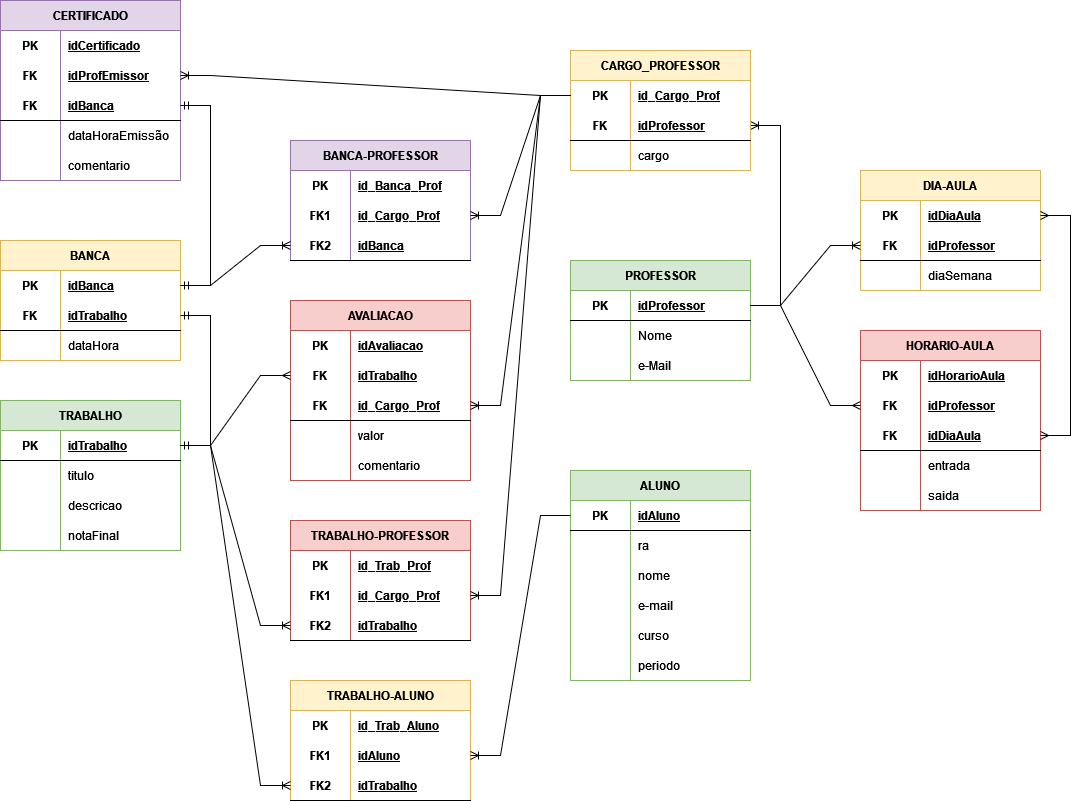 CERTIFICADO
PK idCertificado
FK idProfEmissor
FK idBanca
dataHoraEmissão
comentario
BANCA
PK idBanca
FK idTrabalho
dataHora
TRABALHO
PK idTrabalho
titulo
descricao
notaFinal
BANCA-PROFESSOR
PK id_Banca_Prof
FK1 id_Cargo_Prof
FK2 idBanca
AVALIACAO
PK idAvaliacao
FK idTrabalho
FK id_Cargo_Prof
valor
comentario
TRABALHO-PROFESSOR
PK id_Trab_Prof
FK1 id_Cargo_Prof
FK2 idTrabalho
TRABALHO-ALUNO
PK id_Trab_Aluno
FK1 idAluno
FK2 idTrabalho
CARGO_PROFESSOR
PK id_Cargo_Prof
FK idProfessor
cargo
PROFESSOR
PK idProfessor
Nome
e-Mail
ALUNO
PK idAluno
ra
nome
e-mail
curso
periodo
DIA-AULA
PK idDiaAula
FK idProfessor
diaSemana
HORARIO-AULA
PK idHorarioAula
FK idProfessor
FK idDiaAula
entrada
saida